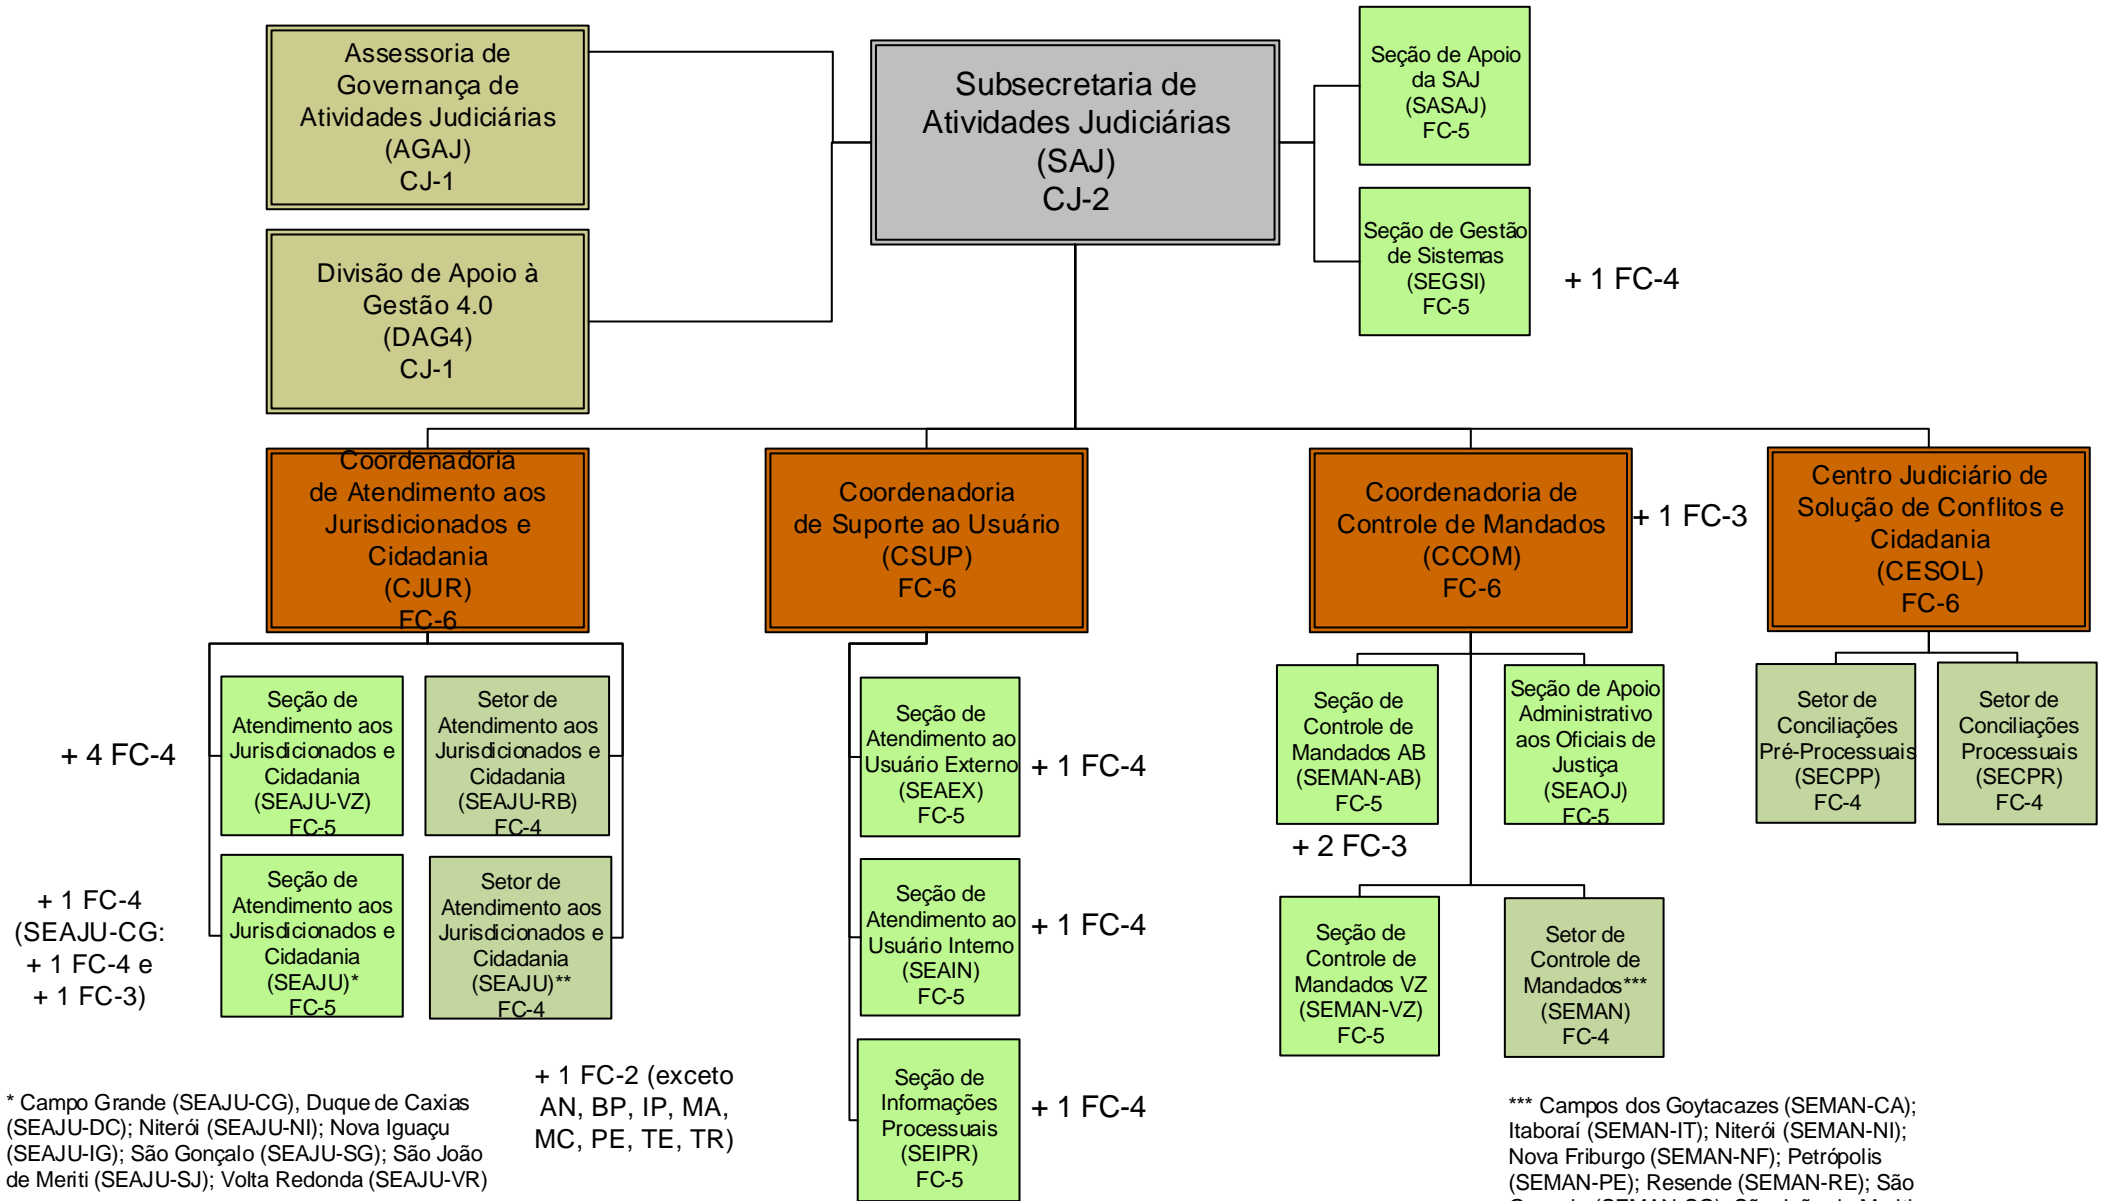 Assessoria de
Governança de
Atividades Judiciárias
(AGAJ)
CJ-1
Divisão de Apoio à
Gestão 4.0
(DAG4)
CJ-1
Subsecretaria de
Atividades Judiciárias
(SAJ)
CJ-2
Seção de Apoio
da SAJ
(SASAJ)
FC-5
Seção de Gestão
de Sistemas
(SEGSI)
FC-5
+ 1 FC-4
Coordenadoria
de Atendimento aos
Jurisdicionados e
Cidadania
(CJUR)
FC-6
Coordenadoria
de Suporte ao Usuário
(CSUP)
FC-6
Coordenadoria de
Controle de Mandados
(CCOM)
FC-6
+ 1 FC-3
Centro Judiciário de
Solução de Conflitos e
Cidadania
(CESOL)
FC-6
+ 4 FC-4
Seção de
Atendimento aos
Jurisdicionados e
Cidadania
(SEAJU-VZ)
FC-5
Setor de
Atendimento aos
Jurisdicionados e
Cidadania
(SEAJU-RB)
FC-4
+ 1 FC-4
(SEAJU-CG:
+ 1 FC-4 e
+ 1 FC-3)
Seção de
Atendimento aos
Jurisdicionados e
Cidadania
(SEAJU)*
FC-5
Setor de
Atendimento aos
Jurisdicionados e
Cidadania
(SEAJU)**
FC-4
+ 1 FC-2 (exceto
AN, BP, IP, MA,
MC, PE, TE, TR)
Seção de
Atendimento ao
Usuário Externo
(SEAEX)
FC-5
+ 1 FC-4
Seção de
Atendimento ao
Usuário Interno
(SEAIN)
FC-5
+ 1 FC-4
Seção de
Informações
Processuais
(SEIPR)
FC-5
+ 1 FC-4
Seção de
Controle de
Mandados AB
(SEMAN-AB)
FC-5
+ 2 FC-3
Seção de Apoio
Administrativo
aos Oficiais de
Justiça
(SEAOJ)
FC-5
Seção de
Controle de
Mandados VZ
(SEMAN-VZ)
FC-5
Setor de
Controle de
Mandados***
(SEMAN)
FC-4
Setor de
Conciliações
Pré-Processuais
(SECPP)
FC-4
Setor de
Conciliações
Processuais
(SECPR)
FC-4
* Campo Grande (SEAJU-CG), Duque de Caxias
(SEAJU-DC); Niterói (SEAJU-NI); Nova Iguaçu
(SEAJU-IG); São Gonçalo (SEAJU-SG); São João
de Meriti (SEAJU-SJ); Volta Redonda (SEAJU-VR)
*** Campos dos Goytacazes (SEMAN-CA);
Itaboraí (SEMAN-IT); Niterói (SEMAN-NI);
Nova Friburgo (SEMAN-NF); Petrópolis
(SEMAN-PE); Resende (SEMAN-RE); São